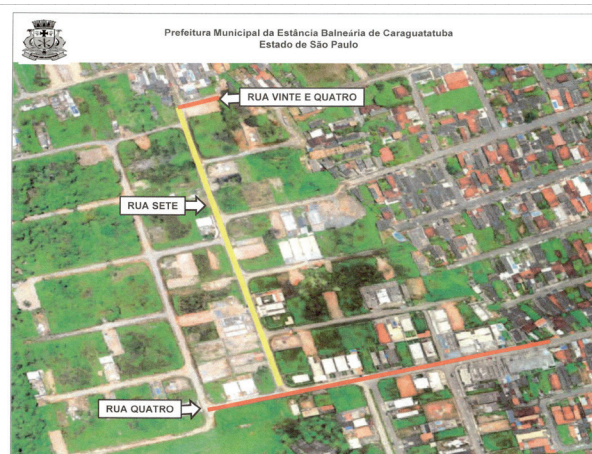 Prefeitura Municipal da Estância Balneária de Caraguatatuba
Estado de São Paulo
RUA VINTE E QUATRO
RUA SETE
RUA QUATRO